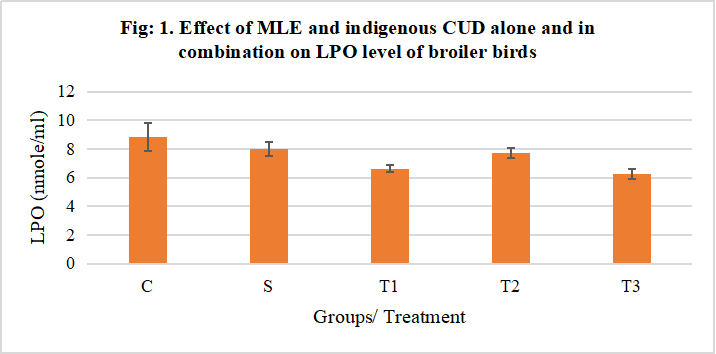 Fig: 1. Effect of MLE and indigenous CUD alone and in
combination on LPO level of broiler birds
12
10
8
6
4
2
0
LPO (nmole/ml)
C S T1 T2 T3
Groups/ Treatment